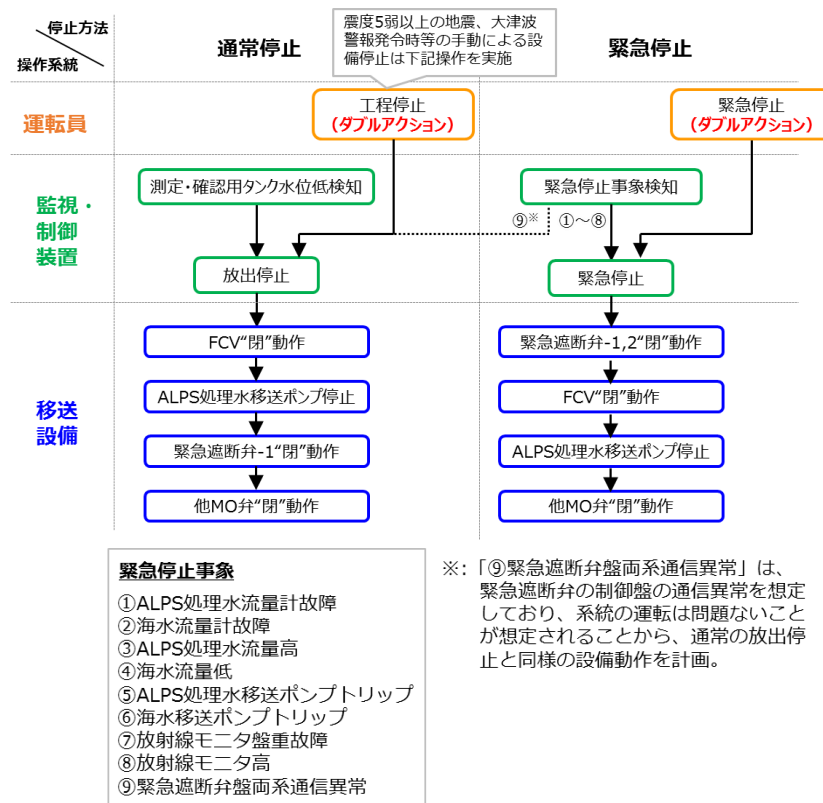 停止方法
操作系統
通常停止
震度5弱以上の地震、大津波
警報発令時等の手動による設
備停止は下記操作を実施
緊急停止
運転員
工程停止
(ダブルアクション)
緊急停止
(ダブルアクション)
監視・
制御
装置
測定・確認用タンク水位低検知
緊急停止事象検知
⑨※
①～⑧
放出停止
緊急停止
移送
設備
FCV“閉”動作
緊急遮断弁-1,2“閉”動作
ALPS処理水移送ポンプ停止
FCV“閉”動作
緊急遮断弁-1“閉”動作
ALPS処理水移送ポンプ停止
他MO弁“閉”動作
他MO弁“閉”動作
緊急停止事象
①ALPS処理水流量計故障
②海水流量計故障
③ALPS処理水流量高
④海水流量低
⑤ALPS処理水移送ポンプトリップ
⑥海水移送ポンプトリップ
⑦放射線モニタ盤重故障
⑧放射線モニタ高
⑨緊急遮断弁盤両系通信異常
※:「⑨緊急遮断弁盤両系通信異常」は、
緊急遮断弁の制御盤の通信異常を想定
しており、系統の運転は問題ないこと
が想定されることから、通常の放出停
止と同様の設備動作を計画。